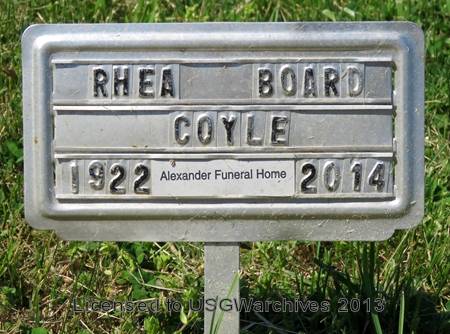 RHEA BOARD
COYLE
1922 Alexander Funeral Home 2014
Licensed to USGWarchives 2013